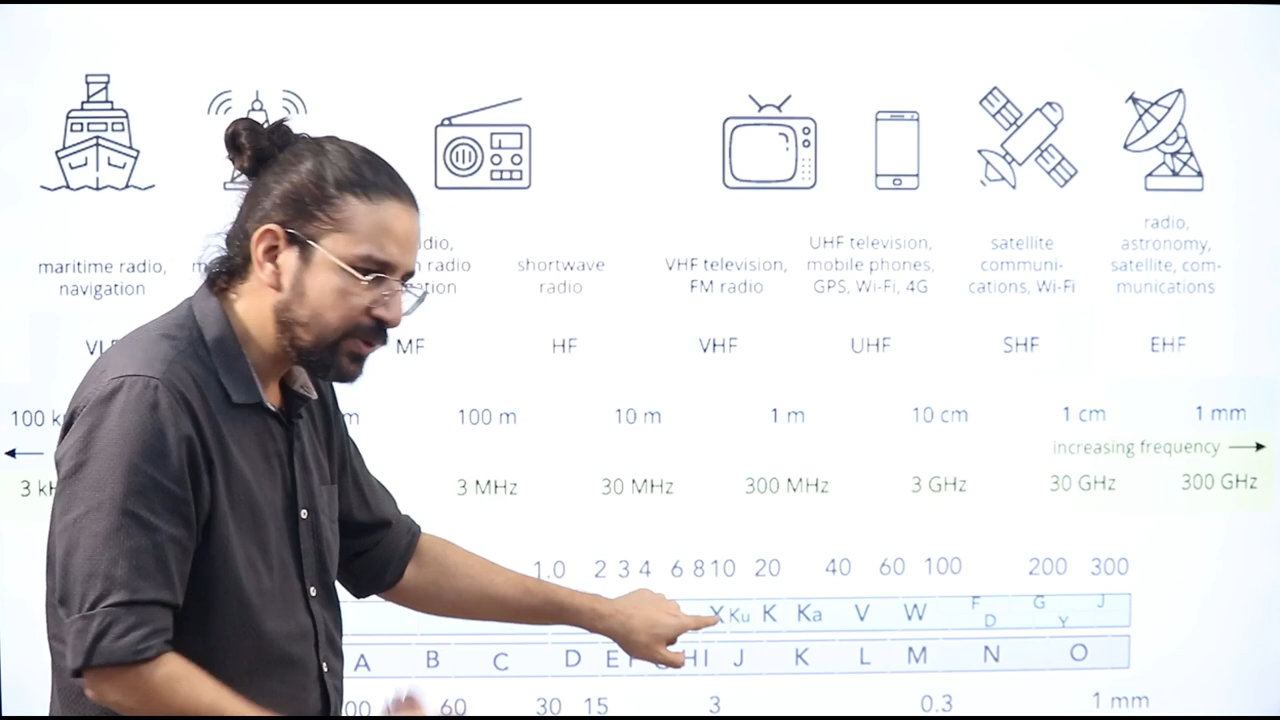 maritime radio,
navigation
radio
shortwave
radio
VHF television,
FM radio
UHF television,
mobile phones,
GPS, Wi-Fi, 4G
satellite
communi-
cations, Wi-Fi
radio,
astronomy,
satellite, com-
munications
MF HF VHF UHF SHF EHF
100 m 10 m 1 m 10 cm 1 cm 1 mm
increasing frequency
3 MHz 30 MHz 300 MHz 3 GHz 30 GHz 300 GHz
1.0 2 3 4 6 8 10 20 40 60 100 200 300
X Ku K Ka V W F D G Y J
A B C D E H I J K L M N O
60 30 15 3 0.3 1 mm